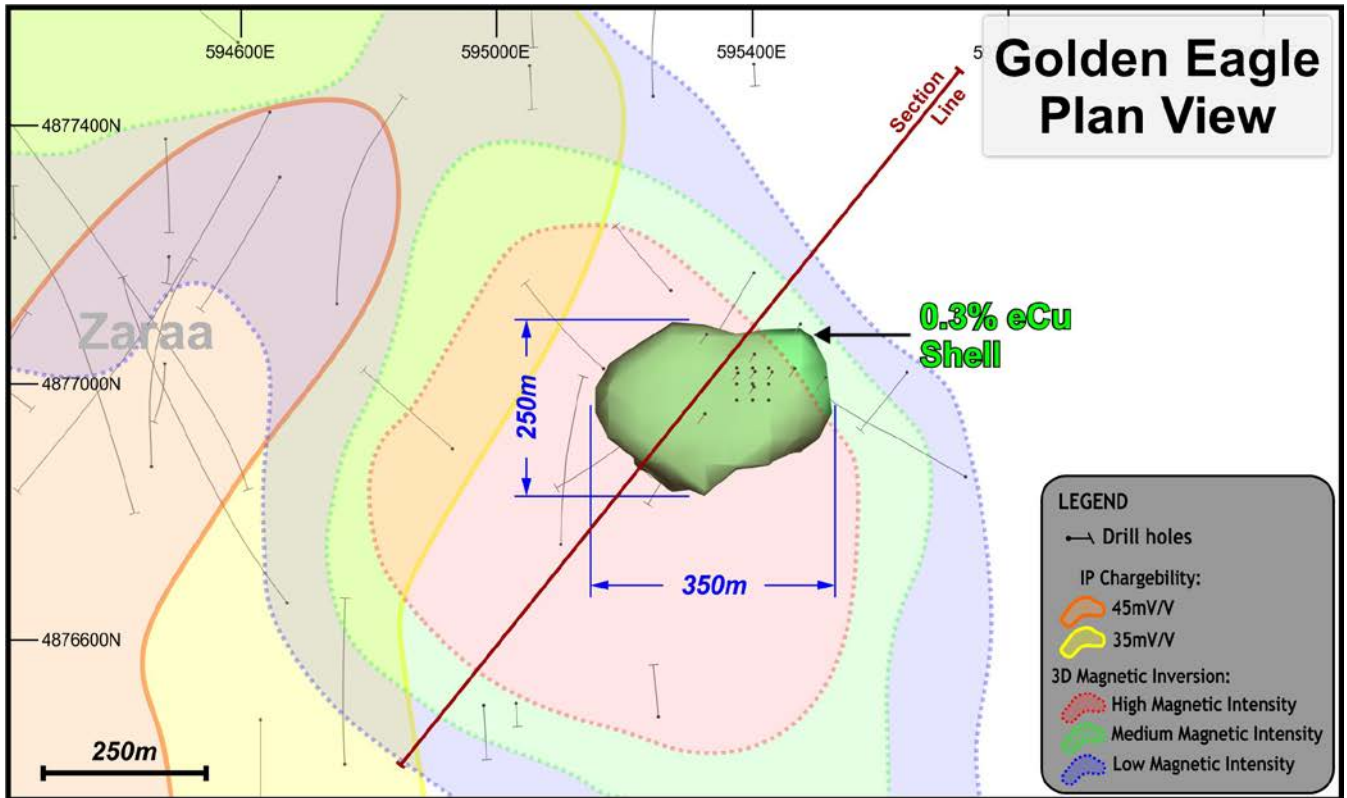 594600E
595000E
595400E
Golden Eagle
Plan View
Section
Line
4877400N
0.3% eCu
Shell
Zaraa
4877000N
250m
350m
4876600N
250m
LEGEND
Drill holes
IP Chargebility:
45mV/V
35mV/V
3D Magnetic Inversion:
High Magnetic Intensity
Medium Magnetic Intensity
Low Magnetic Intensity